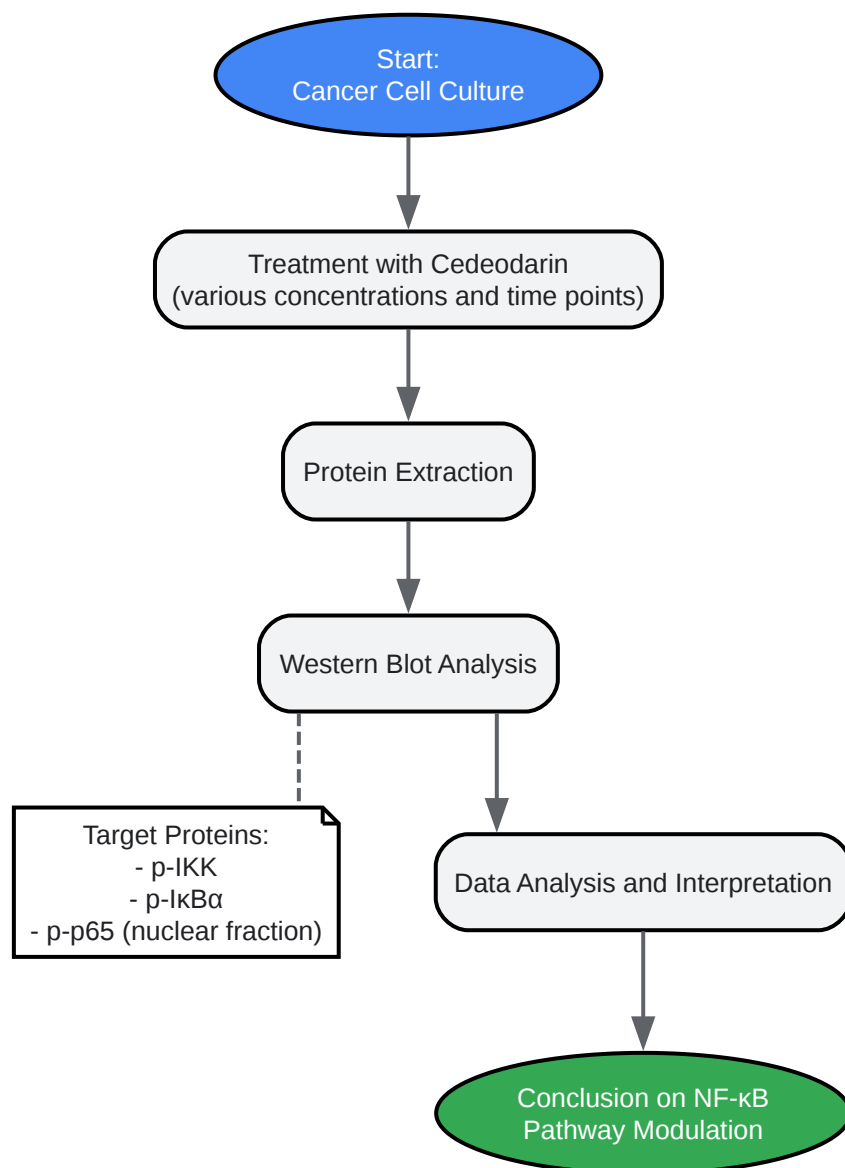 Start:
Cancer Cell Culture
Treatment with Cedeodarin
(various concentrations and time points)
Protein Extraction
Western Blot Analysis
Target Proteins:
- p-IKK
- p-IκBα
- p-p65 (nuclear fraction)
Data Analysis and Interpretation
Conclusion on NF-κB
Pathway Modulation